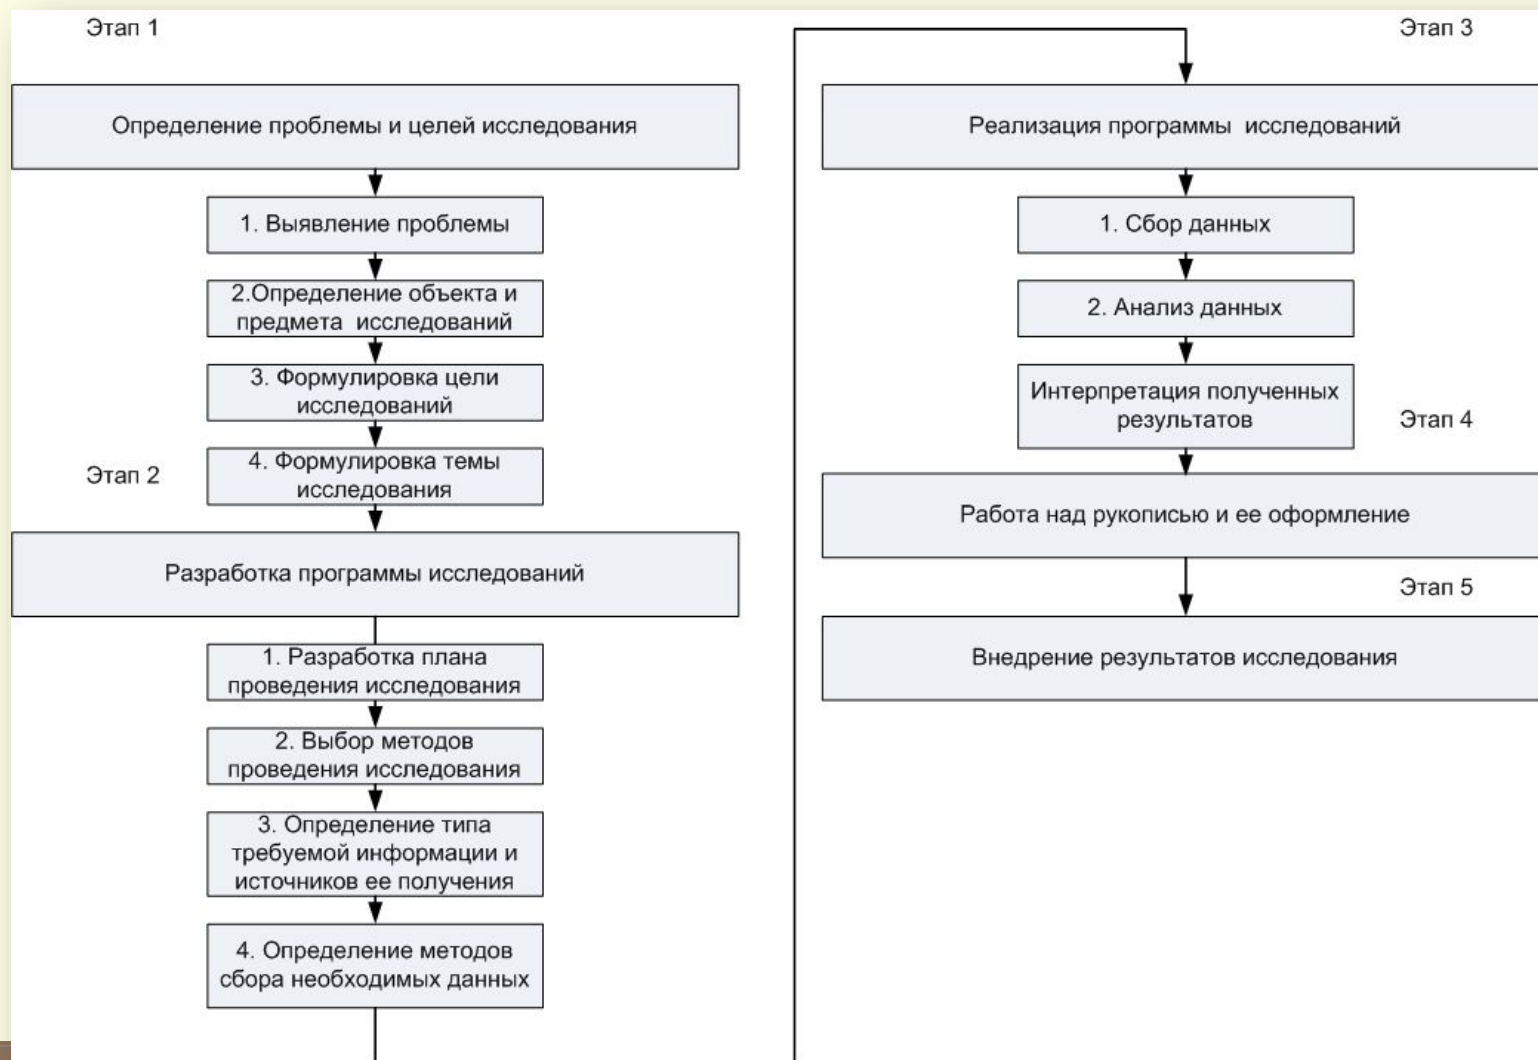 Этап 1
Определение проблемы и целей исследования
1. Выявление проблемы
2.Определение объекта и
предмета исследований
3. Формулировка цели
исследований
4. Формулировка темы
исследования
Этап 2
Разработка программы исследований
1. Разработка плана
проведения исследования
2. Выбор методов
проведения исследования
3. Определение типа
требуемой информации и
источников ее получения
4. Определение методов
сбора необходимых данных
Этап 3
Реализация программы исследований
1. Сбор данных
2. Анализ данных
Интерпретация полученных
результатов
Этап 4
Работа над рукописью и ее оформление
Этап 5
Внедрение результатов исследования